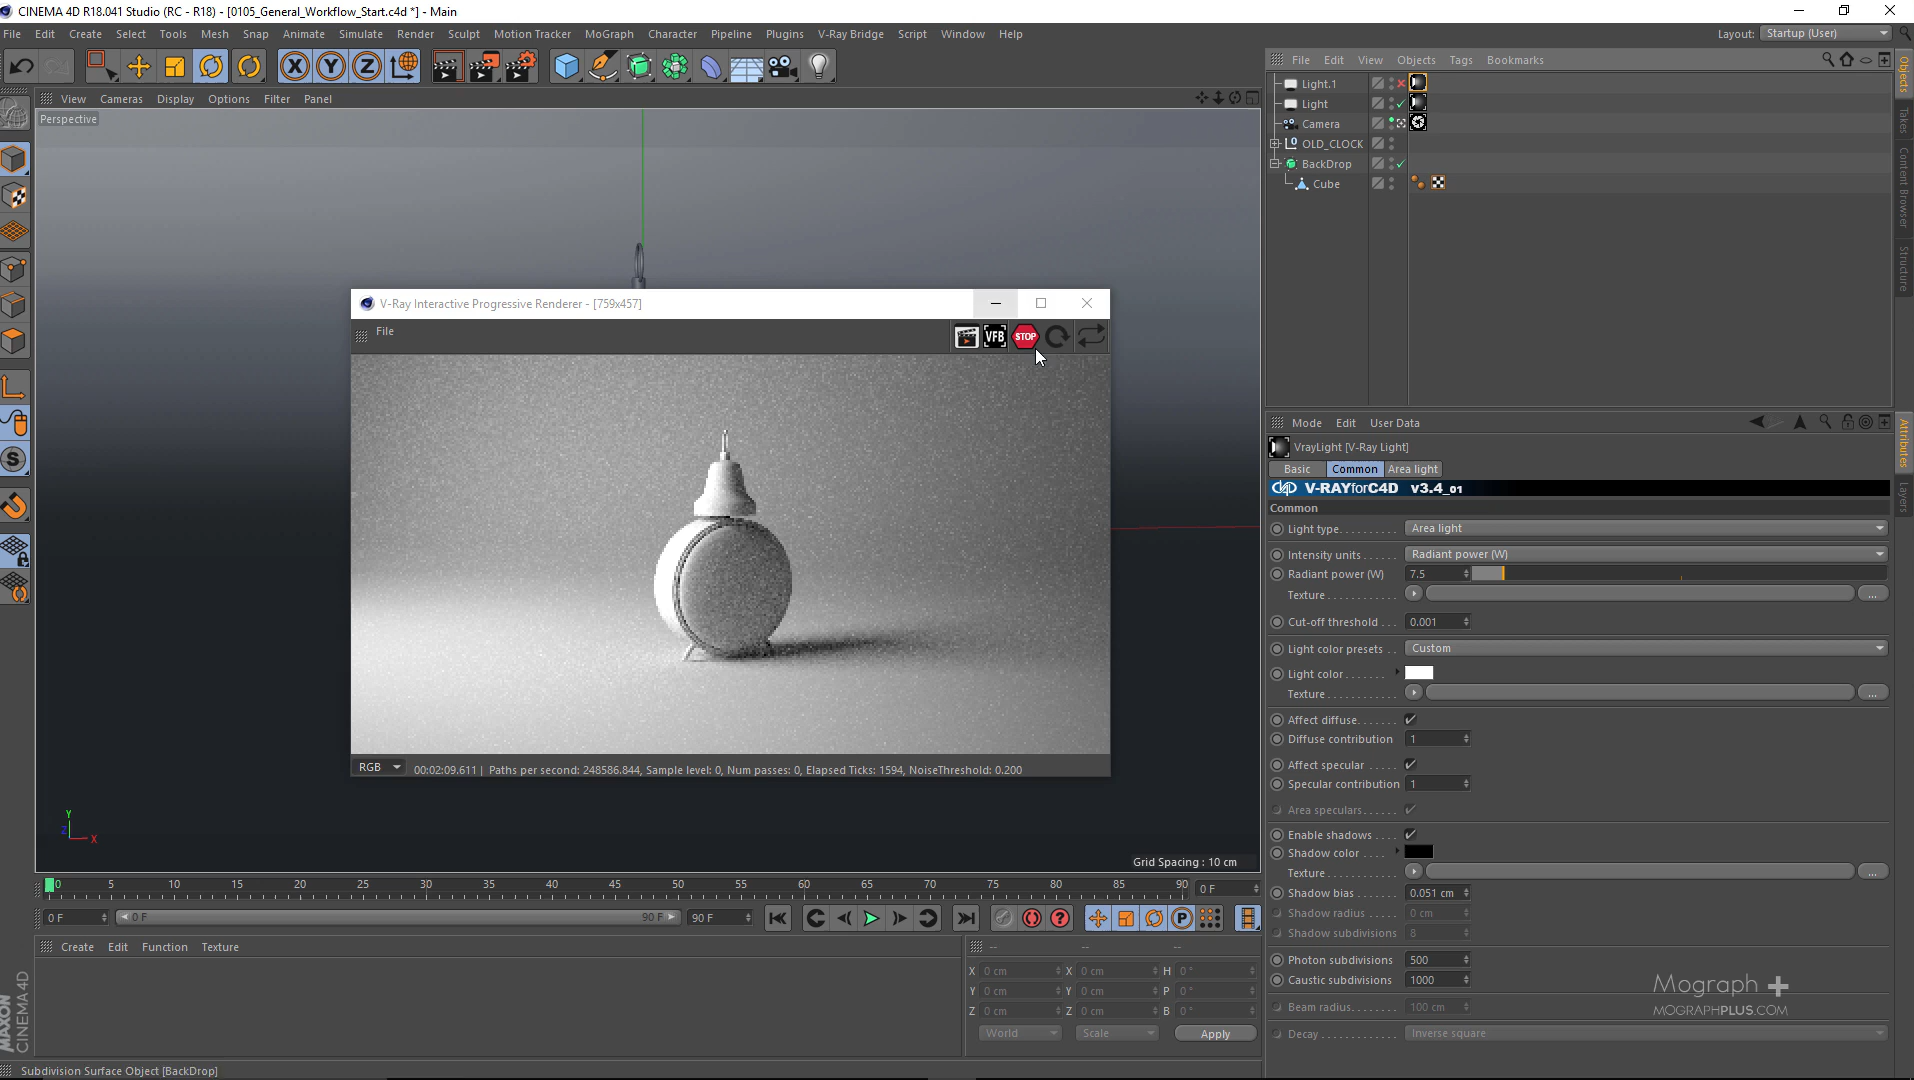 CINEMA 4D R18.041 Studio (RC - R18) - [0105_General_Workflow_Start.c4d *] - Main
File Edit Create Select Tools Mesh Snap Animate Simulate Render Sculpt Motion Tracker MoGraph Character Pipeline Plugins V-Ray Bridge Script Window Help Layout: Startup (User)
File Edit View Objects Tags Bookmarks
View Cameras Display Options Filter Panel
Perspective
Light.1
Light
Camera
OLD_CLOCK
BackDrop
Cube
Objects
Takes
Content Browser
Structure
V-Ray Interactive Progressive Renderer - [759x457]
File
VFB
STOP
RGB 00:02:09.611 | Paths per second: 248586.844, Sample level: 0, Num passes: 0, Elapsed Ticks: 1594, NoiseThreshold: 0.200
Y
Z
X
Grid Spacing : 10 cm
Mode Edit User Data
VrayLight [V-Ray Light]
Basic Common Area light
V-RAYforC4D v3.4_01
Common
Light type Area light
Intensity units Radiant power (W)
Radiant power (W) 7.5
Texture ...
Cut-off threshold 0.001
Light color presets Custom
Light color
Texture ...
Affect diffuse
Diffuse contribution 1
Affect specular
Specular contribution 1
Area speculars
Enable shadows
Shadow color
Texture ...
Shadow bias 0.051 cm
Shadow radius 0 cm
Shadow subdivisions 8
Photon subdivisions 500
Caustic subdivisions 1000
Beam radius 100 cm
Decay Inverse square
Attributes
Layers
Mograph +
MOGRAPHPLUS.COM
0 5 10 15 20 25 30 35 40 45 50 55 60 65 70 75 80 85 90 0 F
0 F 0 F 90 F 90 F
Create Edit Function Texture
-- -- --
X 0 cm X 0 cm H 0 °
Y 0 cm Y 0 cm P 0 °
Z 0 cm Z 0 cm B 0 °
World Scale Apply
MAXON
CINEMA 4D
Subdivision Surface Object [BackDrop]